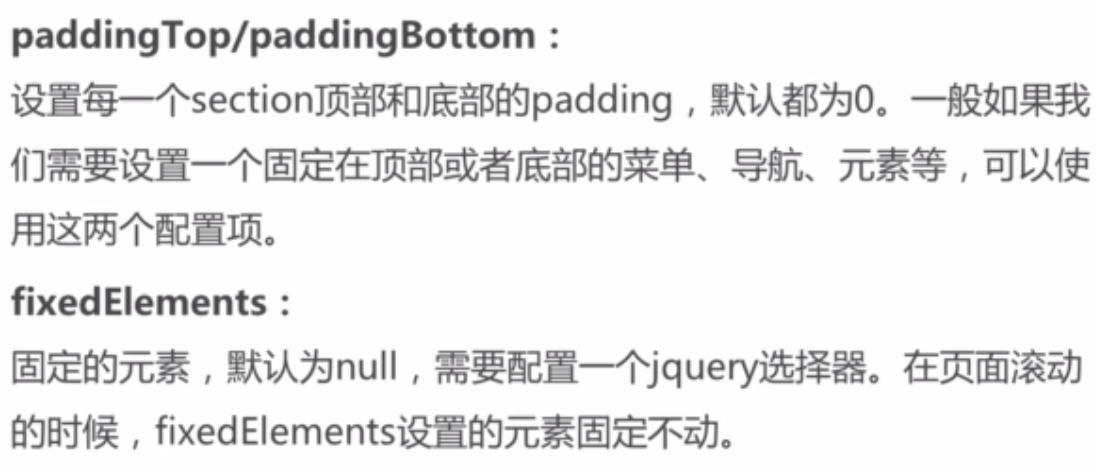 paddingTop/paddingBottom：
设置每一个section顶部和底部的padding，默认都为0。一般如果我
们需要设置一个固定在顶部或者底部的菜单、导航、元素等，可以使
用这两个配置项。
fixedElements：
固定的元素，默认为null，需要配置一个jquery选择器。在页面滚动
的时候，fixedElements设置的元素固定不动。